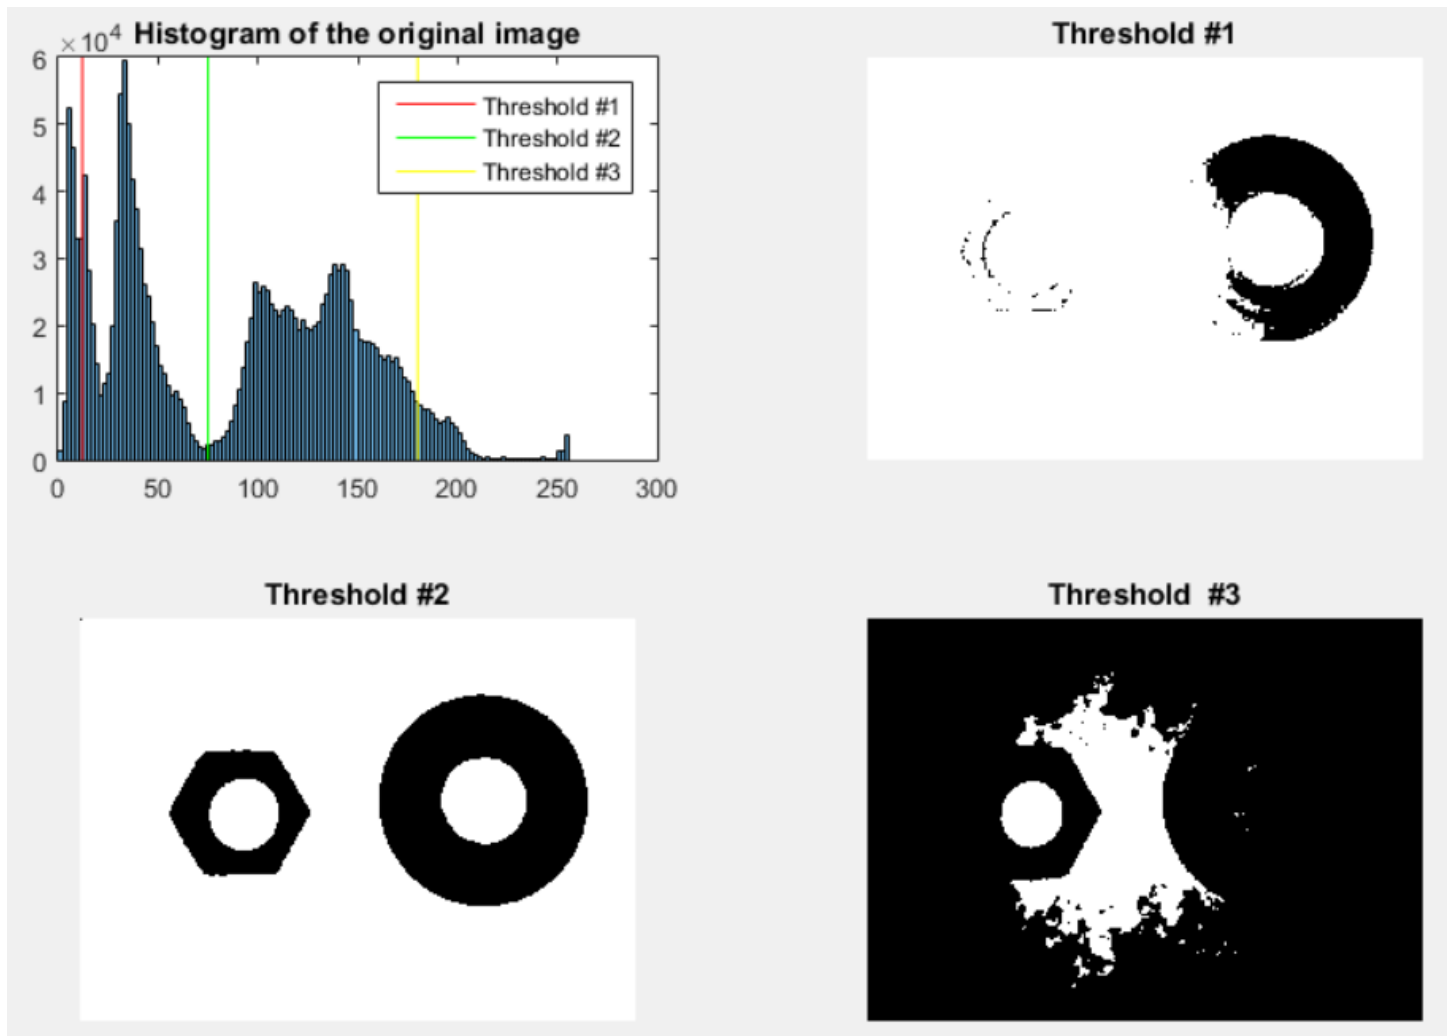 ×10⁴ Histogram of the original image
6
5
4
3
2
1
0
0 50 100 150 200 250 300
Threshold #1
Threshold #2
Threshold #3
Threshold #1
Threshold #2
Threshold #3